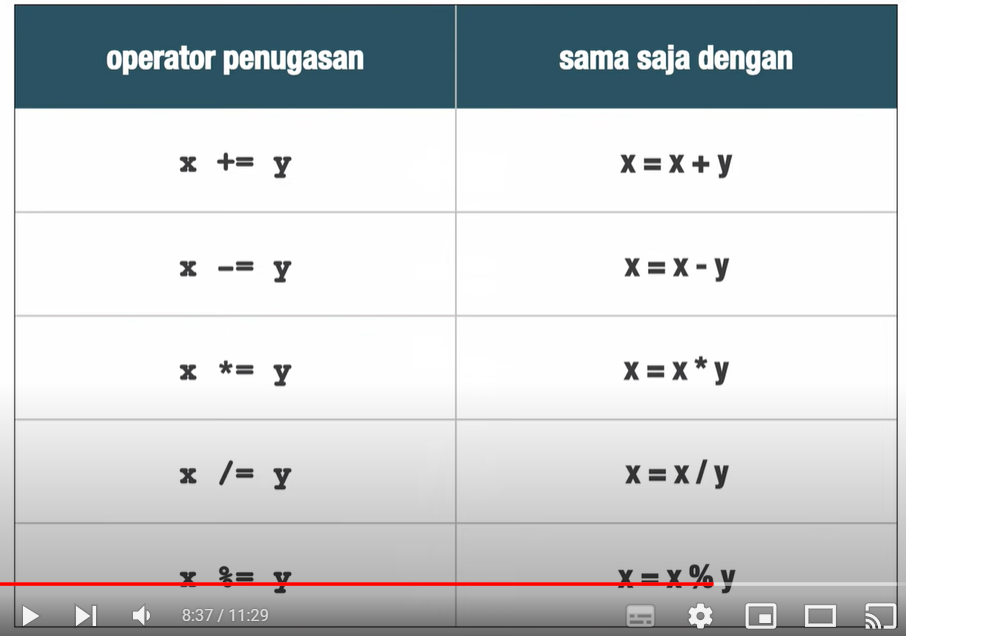 operator penugasan sama saja dengan
x += y x = x + y
x -= y x = x - y
x *= y x = x * y
x /= y x = x / y
x %= y x = x % y
8:37 / 11:29